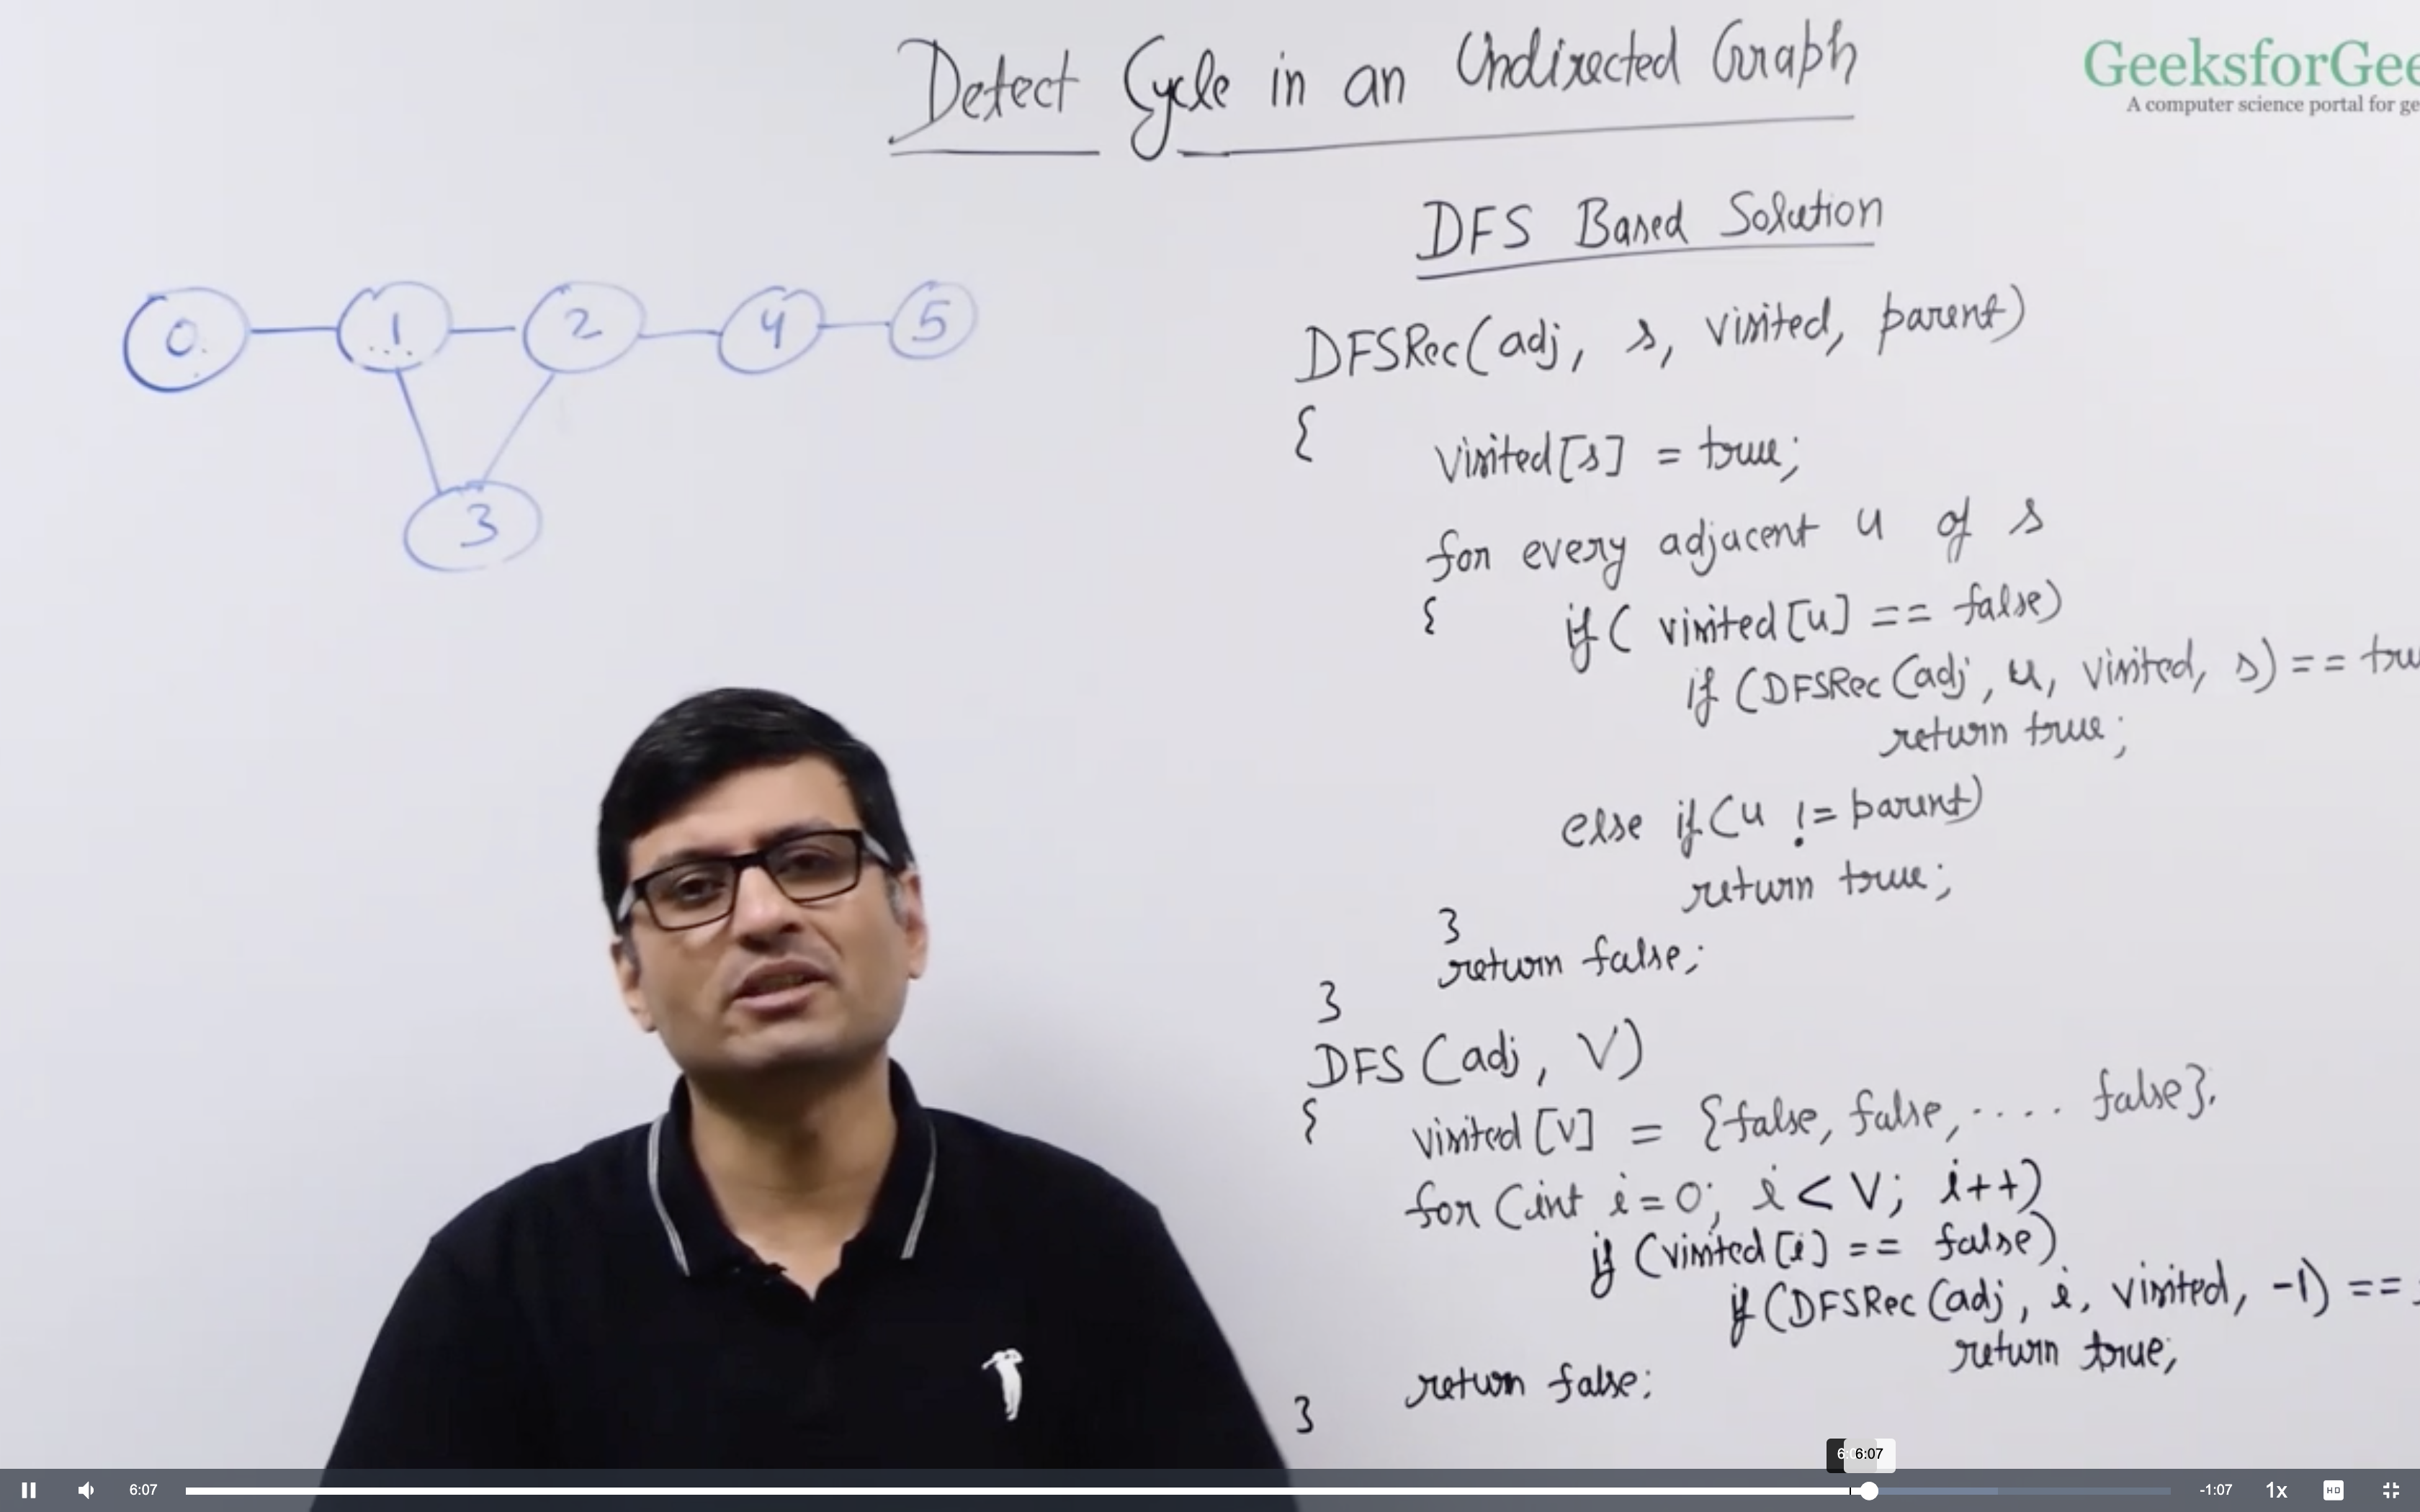 Detect Cycle in an Undirected Graph
GeeksforGee
A computer science portal for ge
DFS Based Solution
0 1 2 4 5
3
DFSRec(adj, s, visited, parent)
{
visited[s] = true;
for every adjacent u of s
{ if( visited[u] == false)
if (DFSRec(adj, u, visited, s) == tru
return true;
else if(u != parent)
return true;
}
return false;
}
DFS (adj, V)
{
visited[v] = {false, false, .... false};
for (int i=0; i < V; i++)
if (visited[i] == false)
if (DFSRec(adj, i, visited, -1) ==
return true;
return false;
}
6:07
6:07 -1:07 1x HD